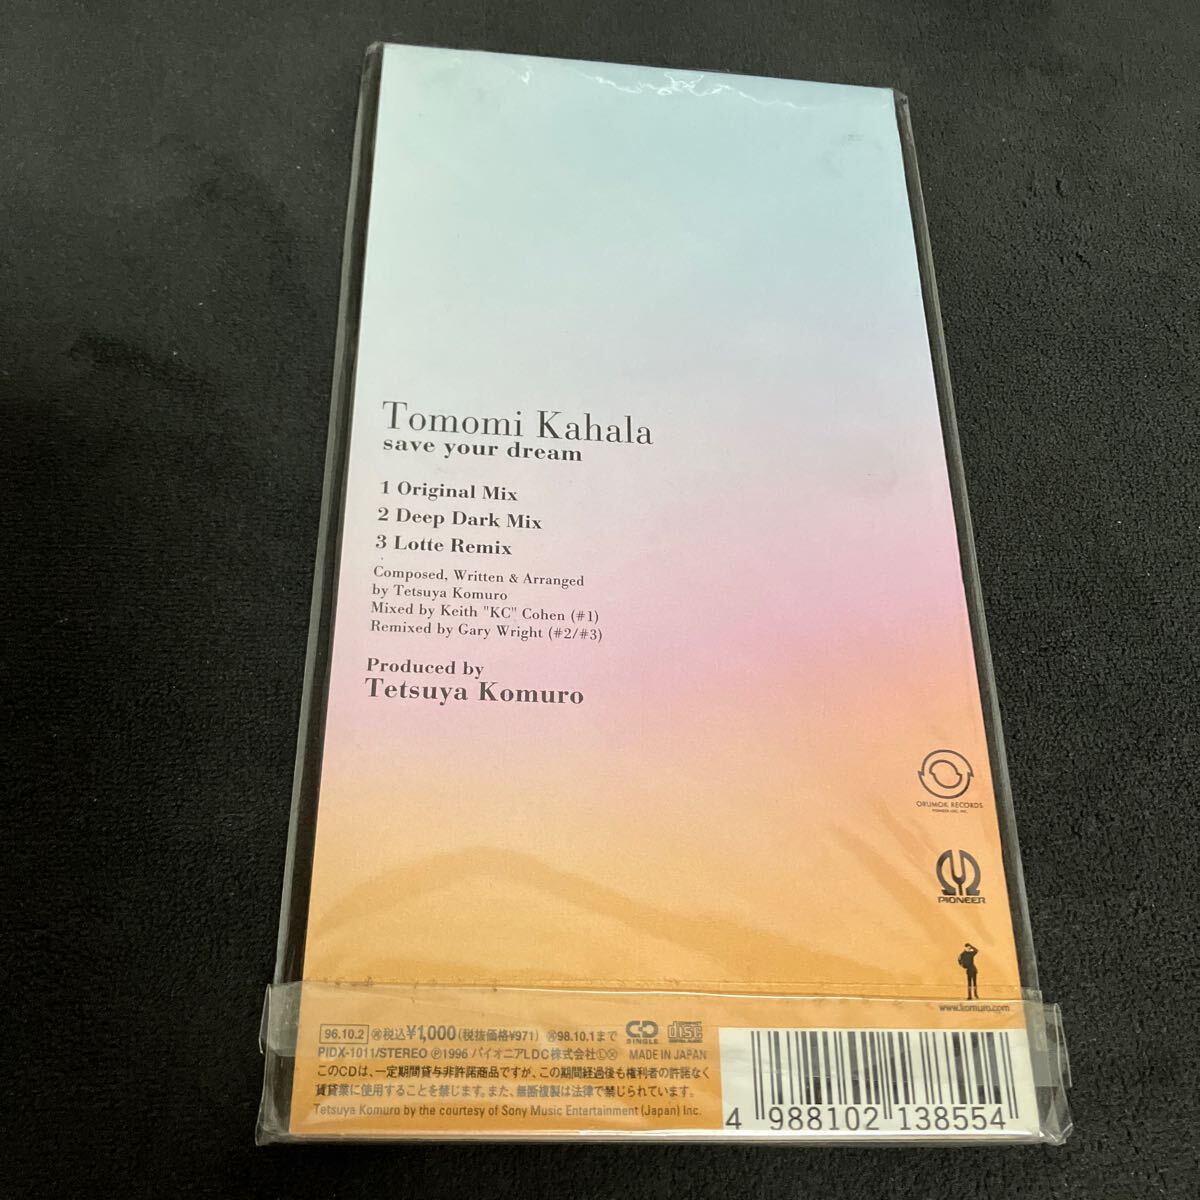 Tomomi Kahala
save your dream
1 Original Mix
2 Deep Dark Mix
3 Lotte Remix
Composed, Written & Arranged
by Tetsuya Komuro
Mixed by Keith "KC" Cohen (#1)
Remixed by Gary Wright (#2/#3)
Produced by
Tetsuya Komuro
ORUMOK RECORDS
PIONEER LDC, INC.
PIONEER
www.komuro.com
96.10.2 税込¥1,000(税抜価格¥971) 98.10.1まで CD SINGLE disc
PIDX-1011/STEREO ℗1996 パイオニアLDC株式会社Ⓛⓧ MADE IN JAPAN
このCDは、一定期間貸与非許諾商品ですが、この期間経過後も権利者の許諾なく
賃貸業に使用することを禁じます。また、無断複製は法律で禁じられています。
Tetsuya Komuro by the courtesy of Sony Music Entertainment (Japan) Inc.
4 988102 138554